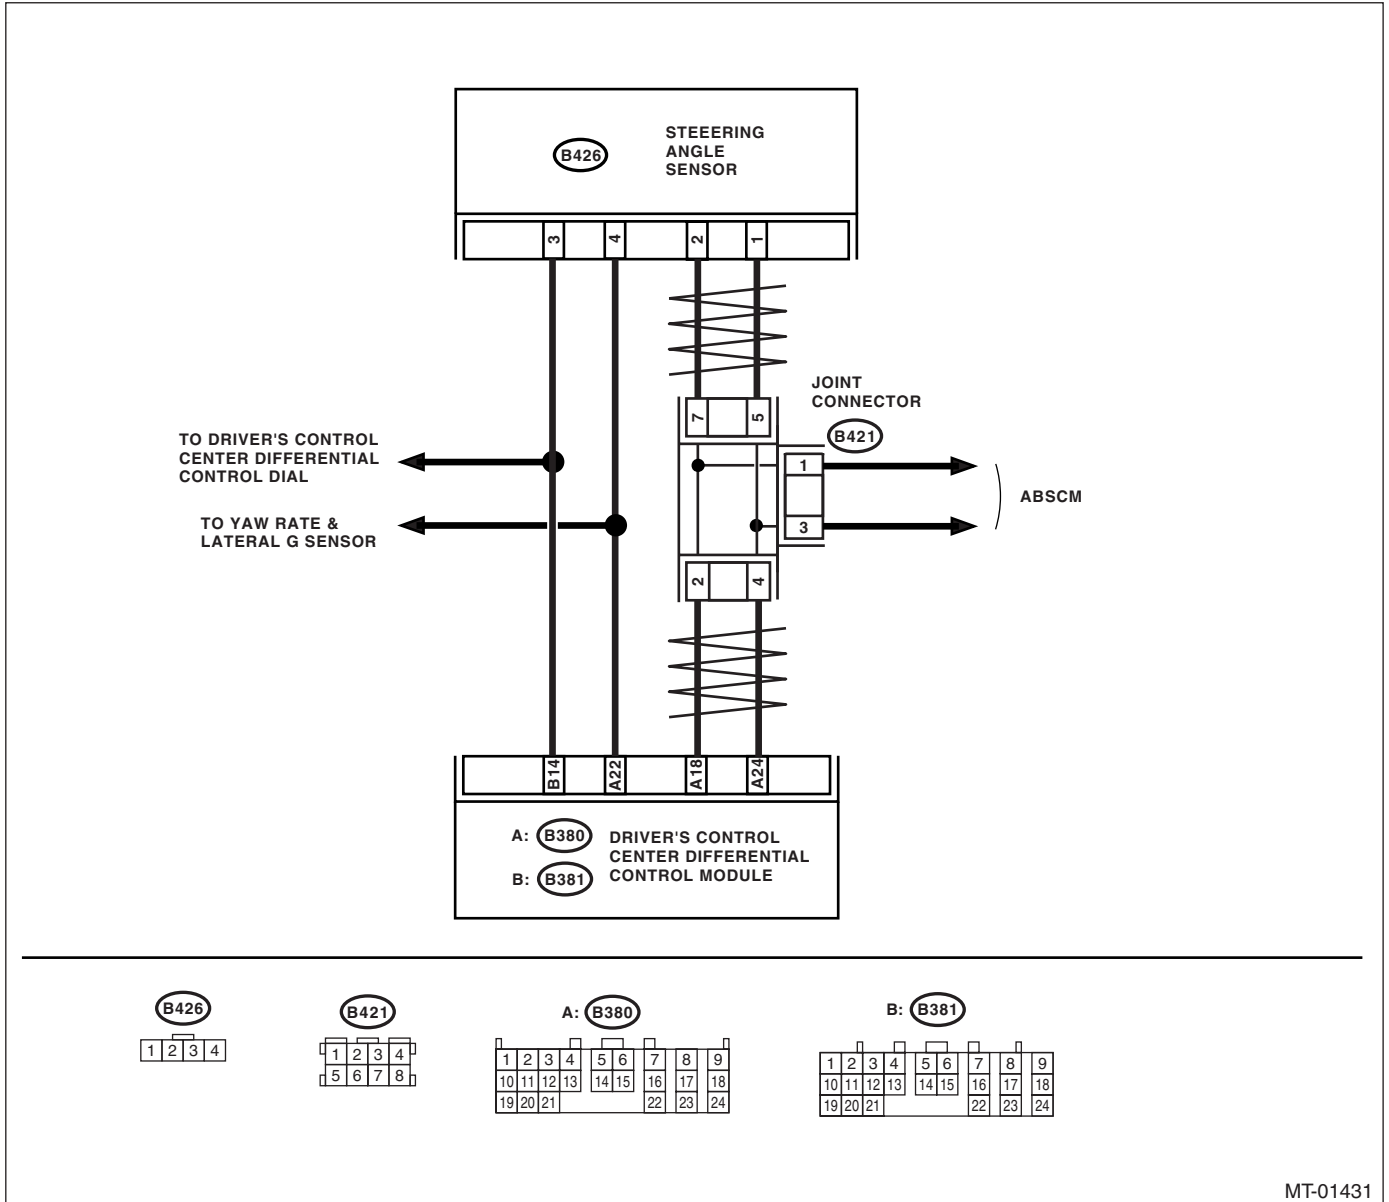 B426
STEEERING
ANGLE
SENSOR
3 4 2 1
JOINT
CONNECTOR
7 5
B421
TO DRIVER'S CONTROL
CENTER DIFFERENTIAL
CONTROL DIAL
1
ABSCM
TO YAW RATE &
LATERAL G SENSOR
3
2 4
B14 A22 A18 A24
A: B380
B: B381
DRIVER'S CONTROL
CENTER DIFFERENTIAL
CONTROL MODULE
B426
1 2 3 4
B421
1 2 3 4
5 6 7 8
A: B380
1 2 3 4 5 6 7 8 9
10 11 12 13 14 15 16 17 18
19 20 21 22 23 24
B: B381
1 2 3 4 5 6 7 8 9
10 11 12 13 14 15 16 17 18
19 20 21 22 23 24
MT-01431